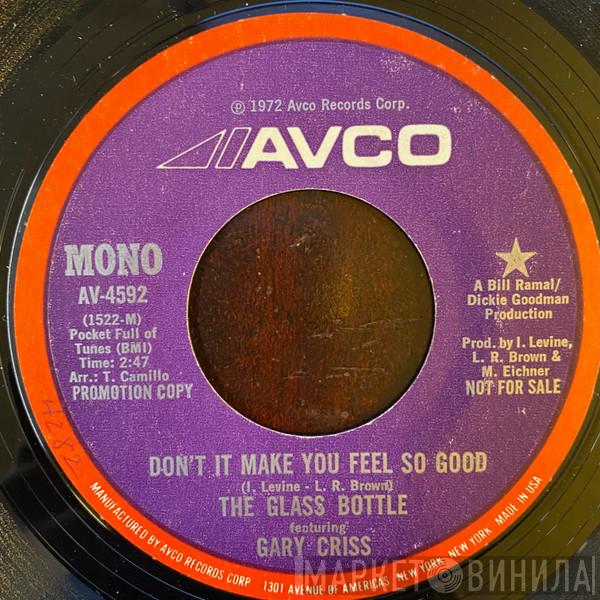 ℗ 1972 Avco Records Corp.
AVCO
MONO
AV-4592
(1522-M)
Pocket Full of
Tunes (BMI)
Time: 2:47
Arr.: T. Camillo
PROMOTION COPY
A Bill Ramal/
Dickie Goodman
Production
Prod. by I. Levine,
L. R. Brown &
M. Eichner
NOT FOR SALE
DON'T IT MAKE YOU FEEL SO GOOD
(I. Levine - L. R. Brown)
THE GLASS BOTTLE
featuring
GARY CRISS
MANUFACTURED BY AVCO RECORDS CORP. 1301 AVENUE OF AMERICAS, NEW YORK, NEW YORK MADE IN USA
МАРКЕТ ВИНИЛА